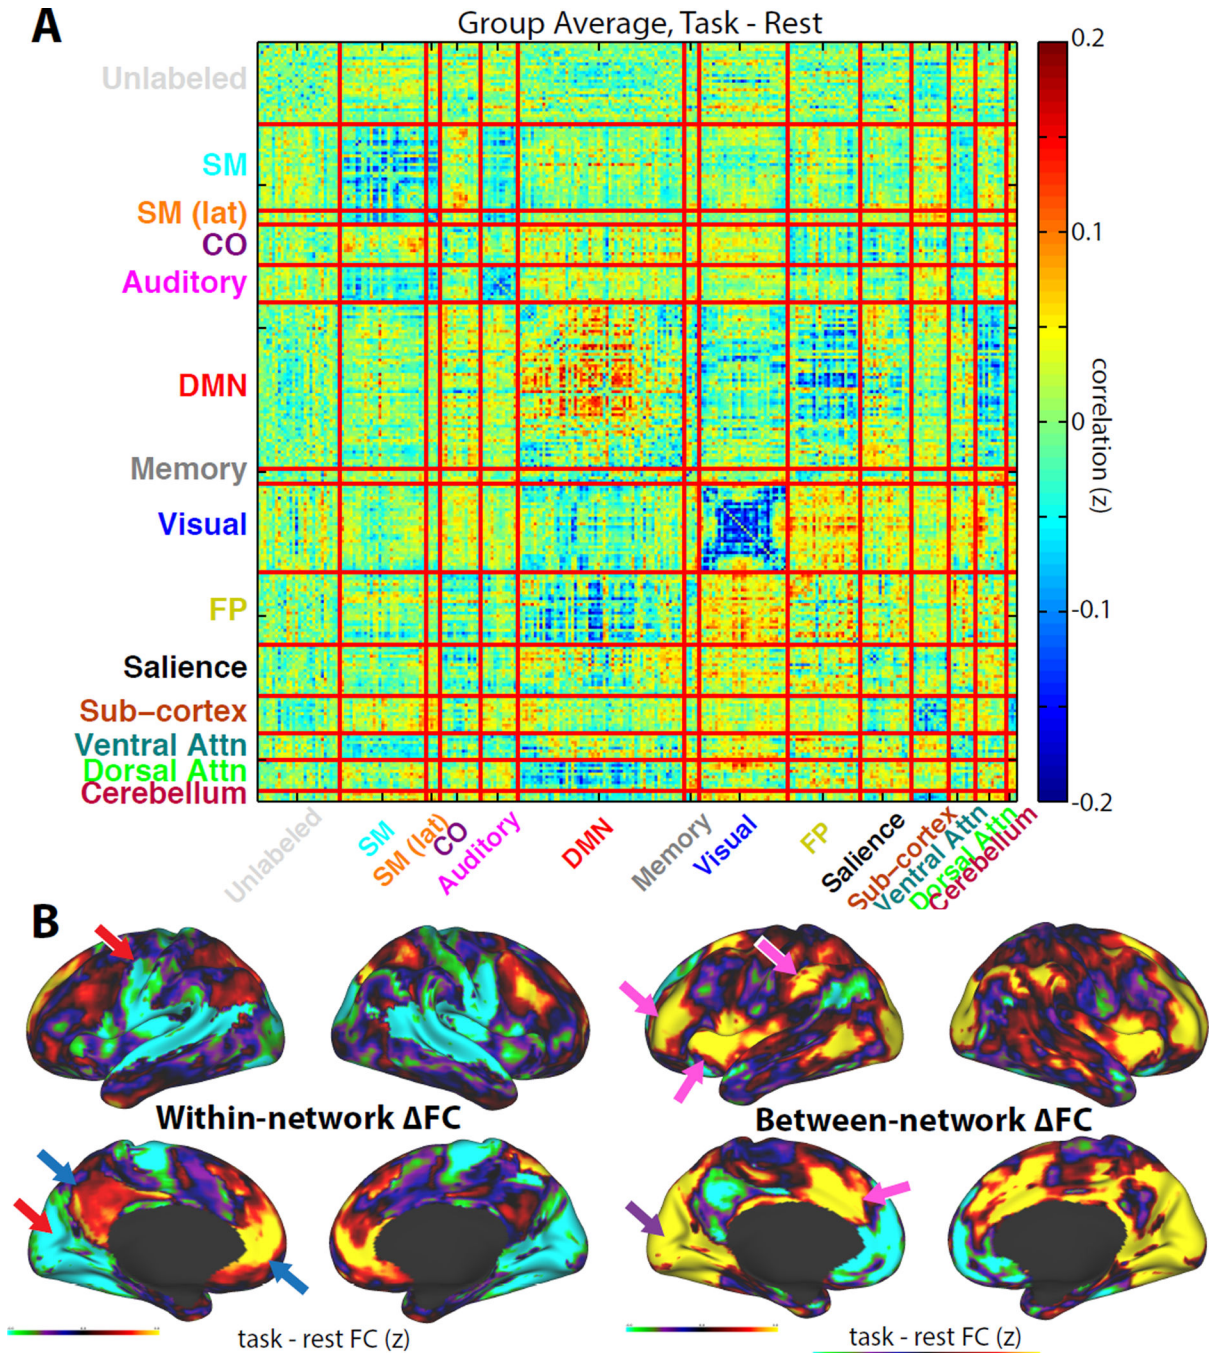 A
Group Average, Task - Rest
Unlabeled
SM
SM (lat)
CO
Auditory
DMN
Memory
Visual
FP
Salience
Sub-cortex
Ventral Attn
Dorsal Attn
Cerebellum
0.2
0.1
0
-0.1
-0.2
correlation (z)
Unlabeled
SM
SM (lat)
CO
Auditory
DMN
Memory
Visual
FP
Salience
Sub-cortex
Ventral Attn
Dorsal Attn
Cerebellum
B
Within-network ΔFC
Between-network ΔFC
task - rest FC (z)
task - rest FC (z)